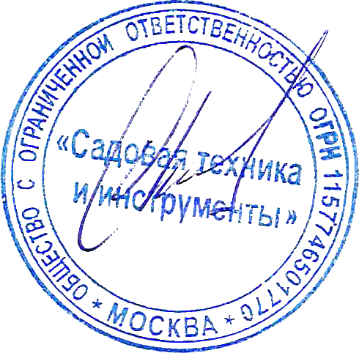 ОБЩЕСТВО С ОГРАНИЧЕННОЙ ОТВЕТСТВЕННОСТЬЮ ОГРН 1157746501770
«Садовая техника
и инструменты»
* МОСКВА *